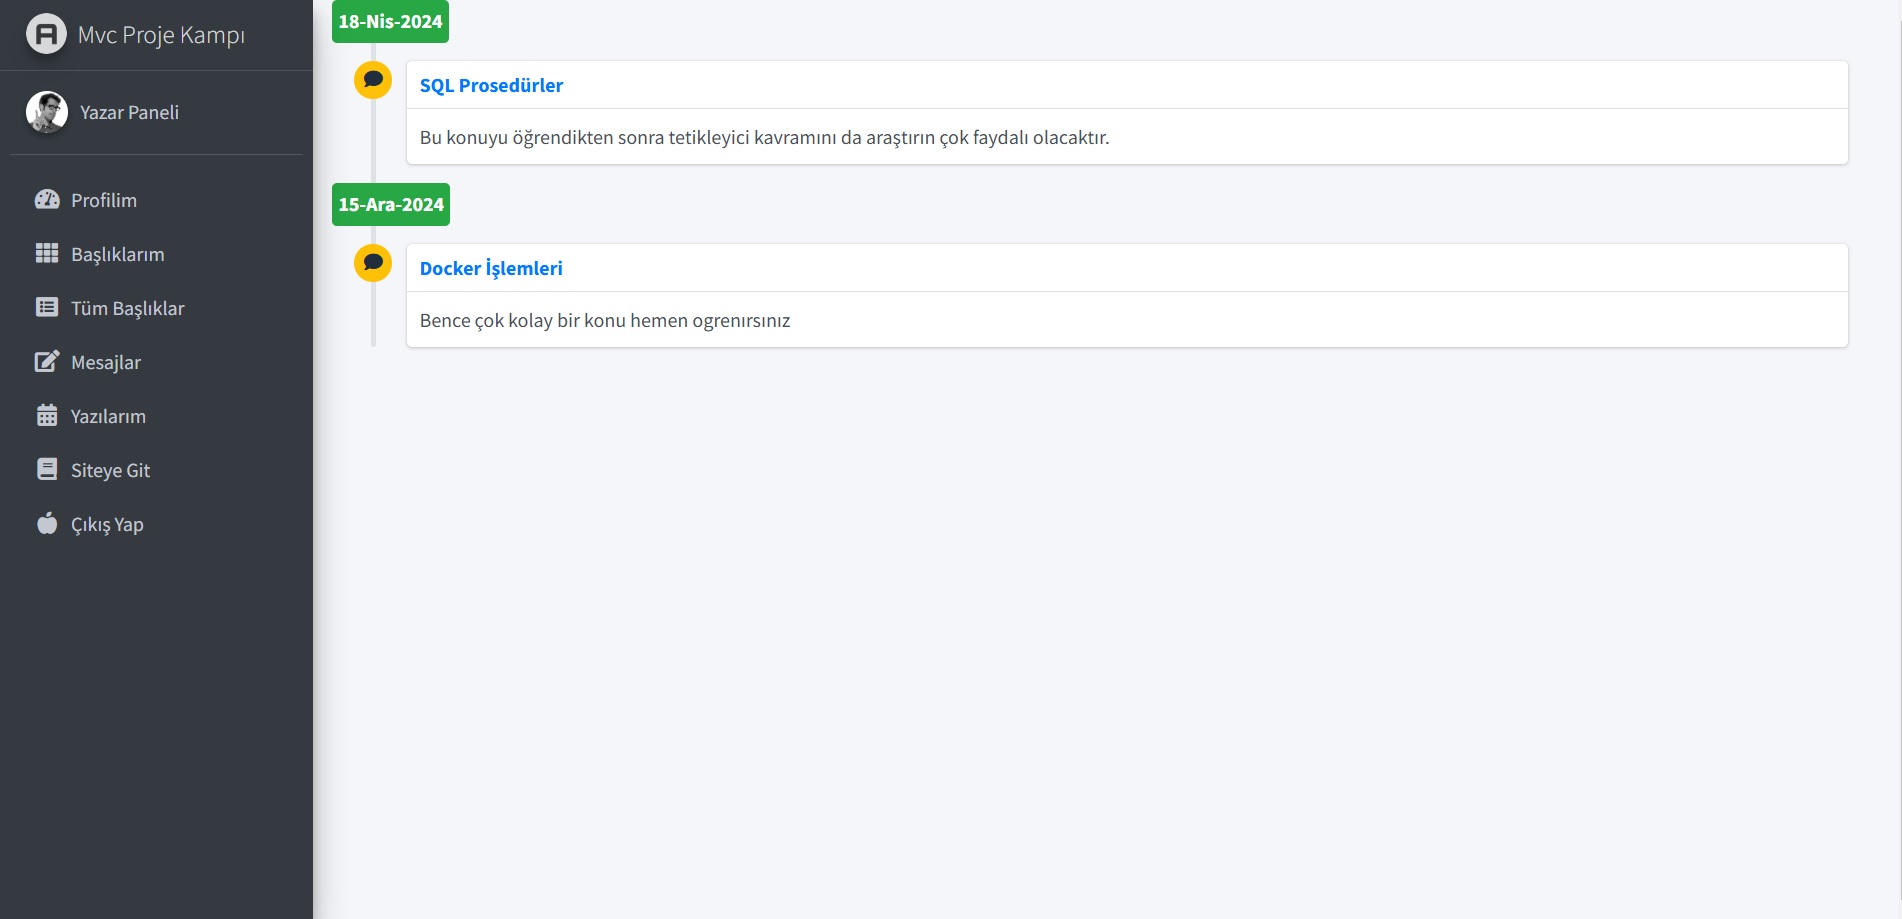 Mvc Proje Kampı
Yazar Paneli
Profilim
Başlıklarım
Tüm Başlıklar
Mesajlar
Yazılarım
Siteye Git
Çıkış Yap
18-Nis-2024
SQL Prosedürler
Bu konuyu öğrendikten sonra tetikleyici kavramını da araştırın çok faydalı olacaktır.
15-Ara-2024
Docker İşlemleri
Bence çok kolay bir konu hemen ogrenırsınız